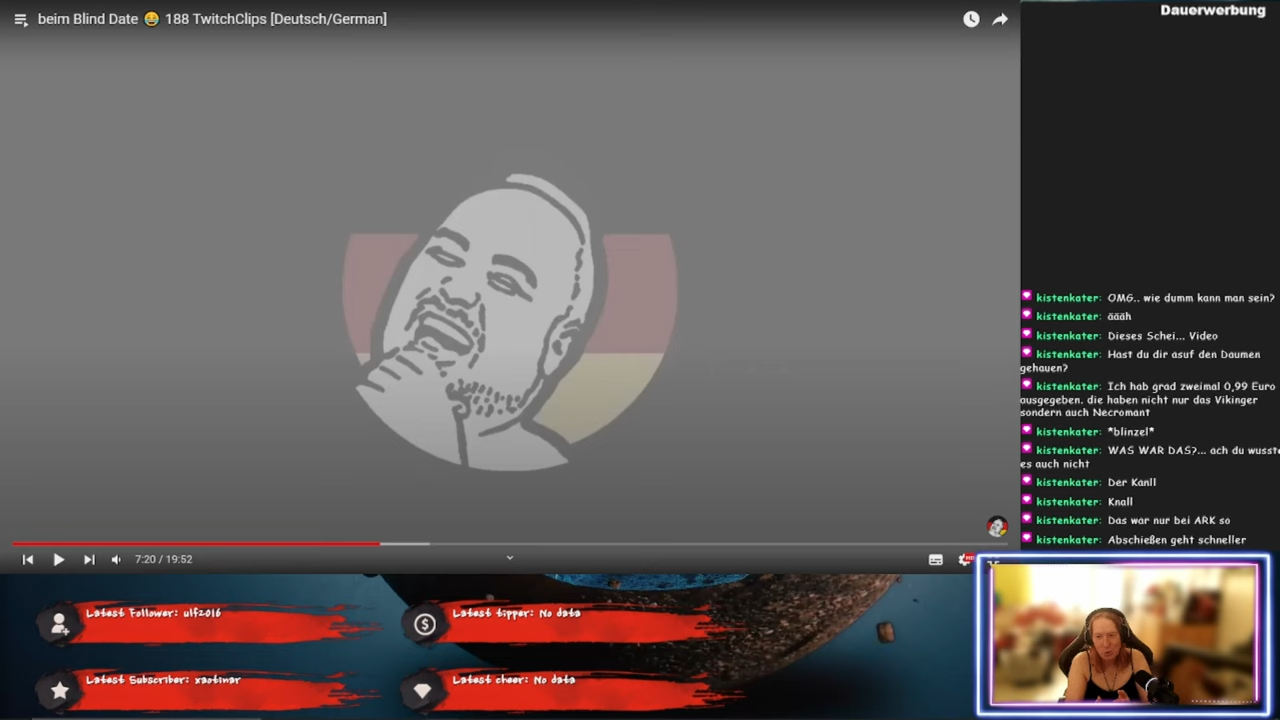 beim Blind Date 😂 188 TwitchClips [Deutsch/German]
Dauerwerbung
kistenkater: OMG.. wie dumm kann man sein?
kistenkater: äääh
kistenkater: Dieses Schei... Video
kistenkater: Hast du dir asuf den Daumen
gehauen?
kistenkater: Ich hab grad zweimal 0,99 Euro
ausgegeben. die haben nicht nur das Vikinger
sondern auch Necromant
kistenkater: *blinzel*
kistenkater: WAS WAR DAS?... ach du wusst
es auch nicht
kistenkater: Der Kanll
kistenkater: Knall
kistenkater: Das war nur bei ARK so
kistenkater: Abschießen geht schneller
7:20 / 19:52
Latest Follower: ulf2016
Latest tipper: No data
Latest Subscriber: xaotinar
Latest cheer: No data